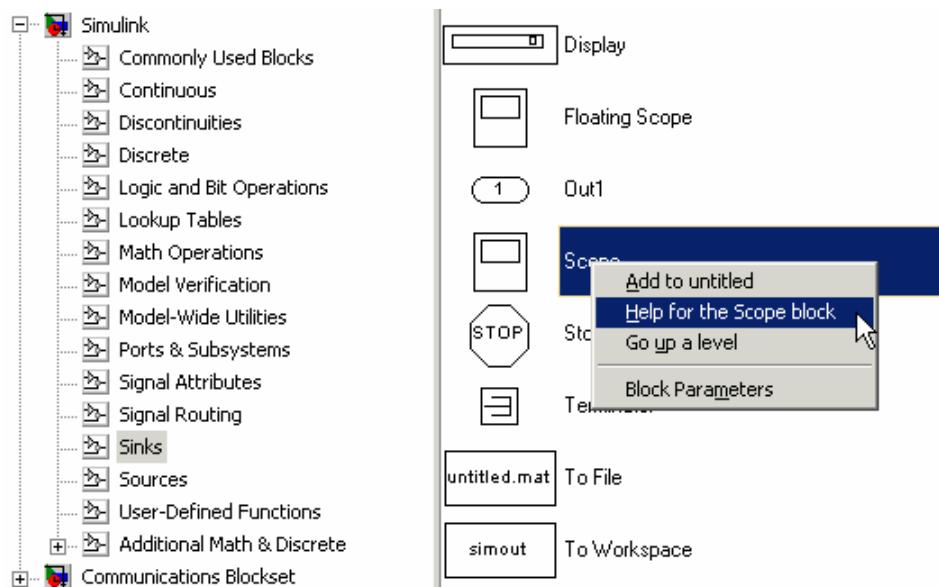 Simulink
Commonly Used Blocks
Continuous
Discontinuities
Discrete
Logic and Bit Operations
Lookup Tables
Math Operations
Model Verification
Model-Wide Utilities
Ports & Subsystems
Signal Attributes
Signal Routing
Sinks
Sources
User-Defined Functions
Additional Math & Discrete
Communications Blockset
Display
Floating Scope
1 Out1
Scope
Add to untitled
Help for the Scope block
Go up a level
Block Parameters
STOP
untitled.mat To File
simout To Workspace